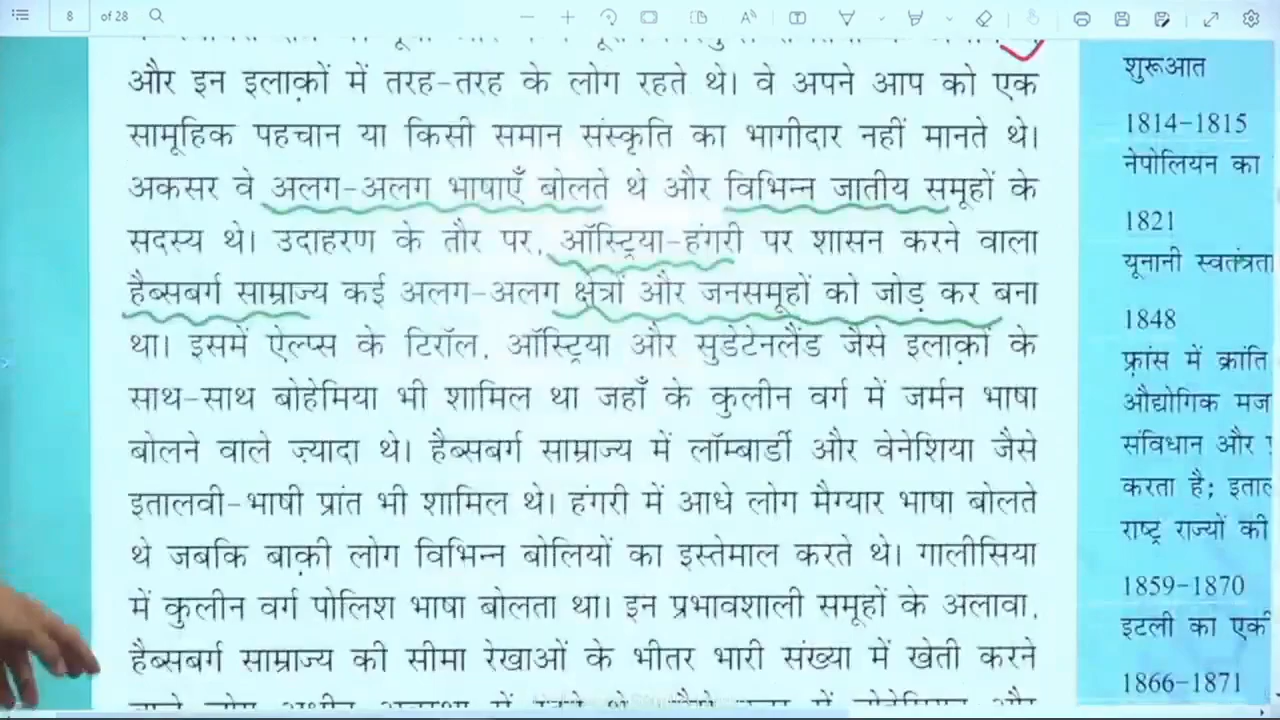 8 of 28
और इन इलाक़ों में तरह-तरह के लोग रहते थे। वे अपने आप को एक
सामूहिक पहचान या किसी समान संस्कृति का भागीदार नहीं मानते थे।
अकसर वे अलग-अलग भाषाएँ बोलते थे और विभिन्न जातीय समूहों के
सदस्य थे। उदाहरण के तौर पर, ऑस्ट्रिया-हंगरी पर शासन करने वाला
हैब्सबर्ग साम्राज्य कई अलग-अलग क्षेत्रों और जनसमूहों को जोड़ कर बना
था। इसमें ऐल्प्स के टिरॉल, ऑस्ट्रिया और सुडेटेनलैंड जैसे इलाक़ों के
साथ-साथ बोहेमिया भी शामिल था जहाँ के कुलीन वर्ग में जर्मन भाषा
बोलने वाले ज़्यादा थे। हैब्सबर्ग साम्राज्य में लॉम्बार्डी और वेनेशिया जैसे
इतालवी-भाषी प्रांत भी शामिल थे। हंगरी में आधे लोग मैग्यार भाषा बोलते
थे जबकि बाक़ी लोग विभिन्न बोलियों का इस्तेमाल करते थे। गालीसिया
में कुलीन वर्ग पोलिश भाषा बोलता था। इन प्रभावशाली समूहों के अलावा,
हैब्सबर्ग साम्राज्य की सीमा रेखाओं के भीतर भारी संख्या में खेती करने
शुरूआत
1814-1815
नेपोलियन का
1821
यूनानी स्वतंत्रता
1848
फ़्रांस में क्रांति
औद्योगिक मज
संविधान और
करता है; इताल
राष्ट्र राज्यों की
1859-1870
इटली का एकी
1866-1871